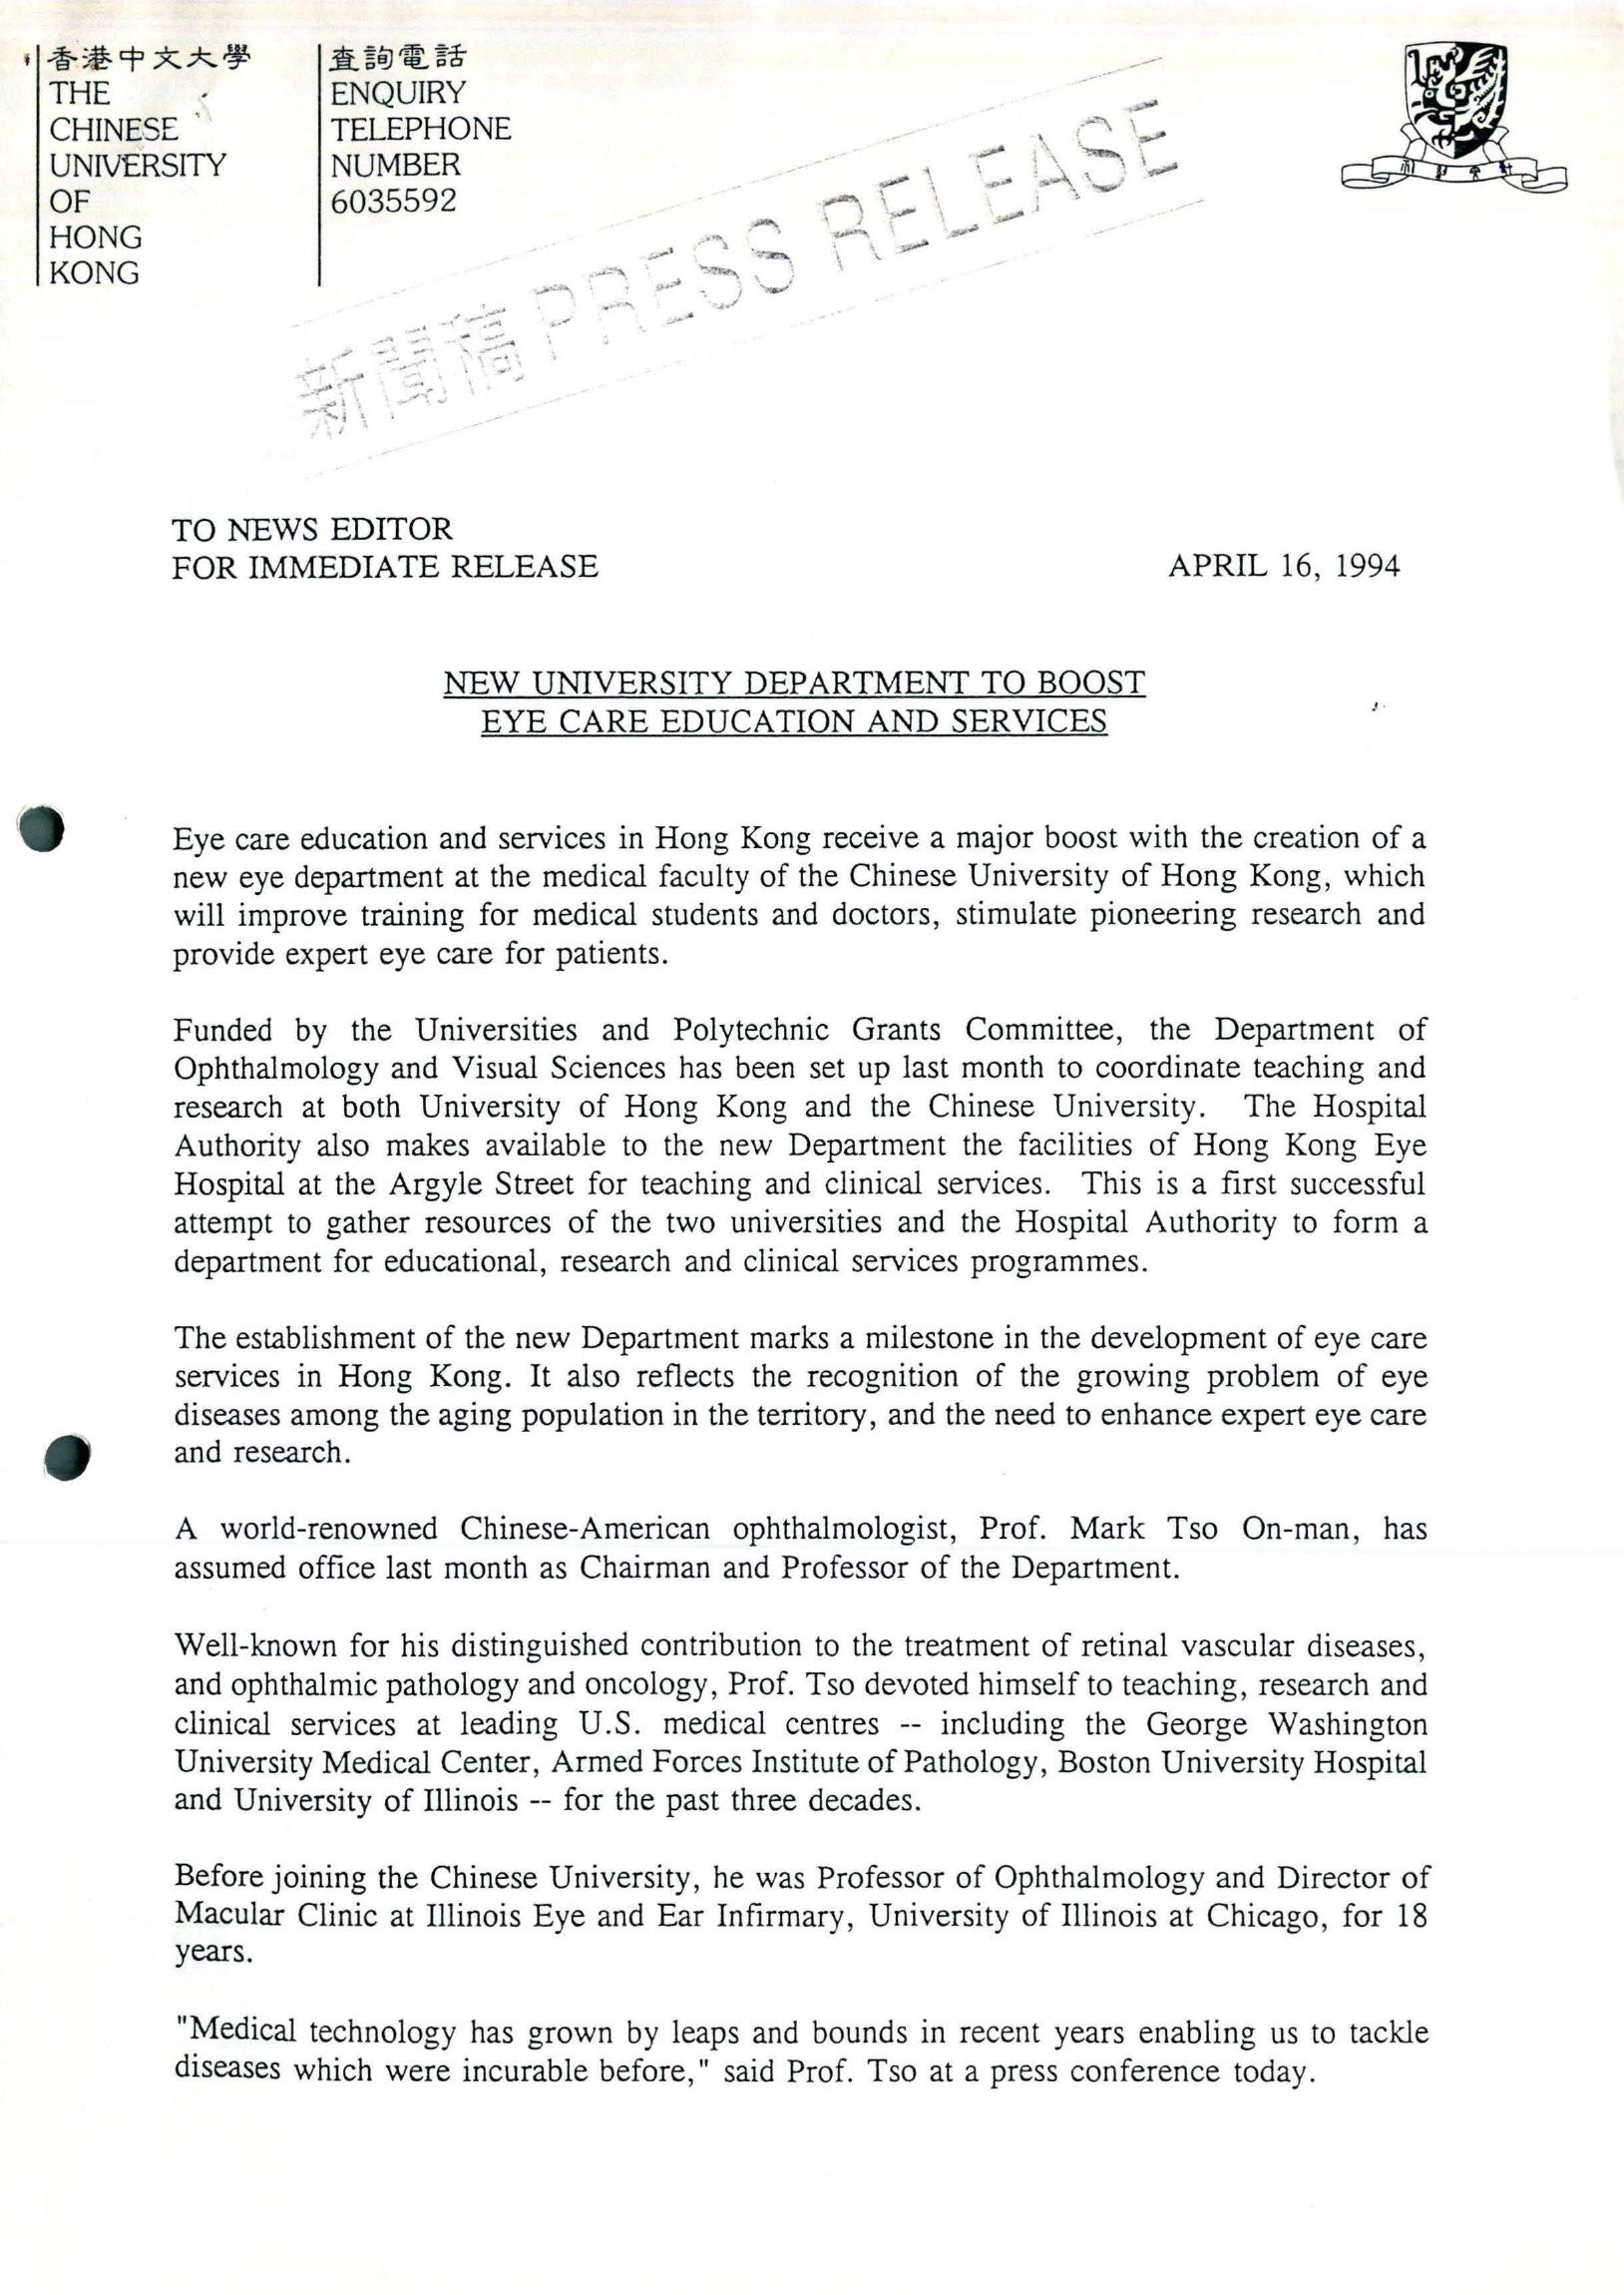 香港中文大學
THE
CHINESE
UNIVERSITY
OF
HONG
KONG
查詢電話
ENQUIRY
TELEPHONE
NUMBER
6035592
新聞稿 PRESS RELEASE
TO NEWS EDITOR
FOR IMMEDIATE RELEASE
APRIL 16, 1994
NEW UNIVERSITY DEPARTMENT TO BOOST
EYE CARE EDUCATION AND SERVICES
Eye care education and services in Hong Kong receive a major boost with the creation of a
new eye department at the medical faculty of the Chinese University of Hong Kong, which
will improve training for medical students and doctors, stimulate pioneering research and
provide expert eye care for patients.
Funded by the Universities and Polytechnic Grants Committee, the Department of
Ophthalmology and Visual Sciences has been set up last month to coordinate teaching and
research at both University of Hong Kong and the Chinese University. The Hospital
Authority also makes available to the new Department the facilities of Hong Kong Eye
Hospital at the Argyle Street for teaching and clinical services. This is a first successful
attempt to gather resources of the two universities and the Hospital Authority to form a
department for educational, research and clinical services programmes.
The establishment of the new Department marks a milestone in the development of eye care
services in Hong Kong. It also reflects the recognition of the growing problem of eye
diseases among the aging population in the territory, and the need to enhance expert eye care
and research.
A world-renowned Chinese-American ophthalmologist, Prof. Mark Tso On-man, has
assumed office last month as Chairman and Professor of the Department.
Well-known for his distinguished contribution to the treatment of retinal vascular diseases,
and ophthalmic pathology and oncology, Prof. Tso devoted himself to teaching, research and
clinical services at leading U.S. medical centres -- including the George Washington
University Medical Center, Armed Forces Institute of Pathology, Boston University Hospital
and University of Illinois -- for the past three decades.
Before joining the Chinese University, he was Professor of Ophthalmology and Director of
Macular Clinic at Illinois Eye and Ear Infirmary, University of Illinois at Chicago, for 18
years.
"Medical technology has grown by leaps and bounds in recent years enabling us to tackle
diseases which were incurable before," said Prof. Tso at a press conference today.